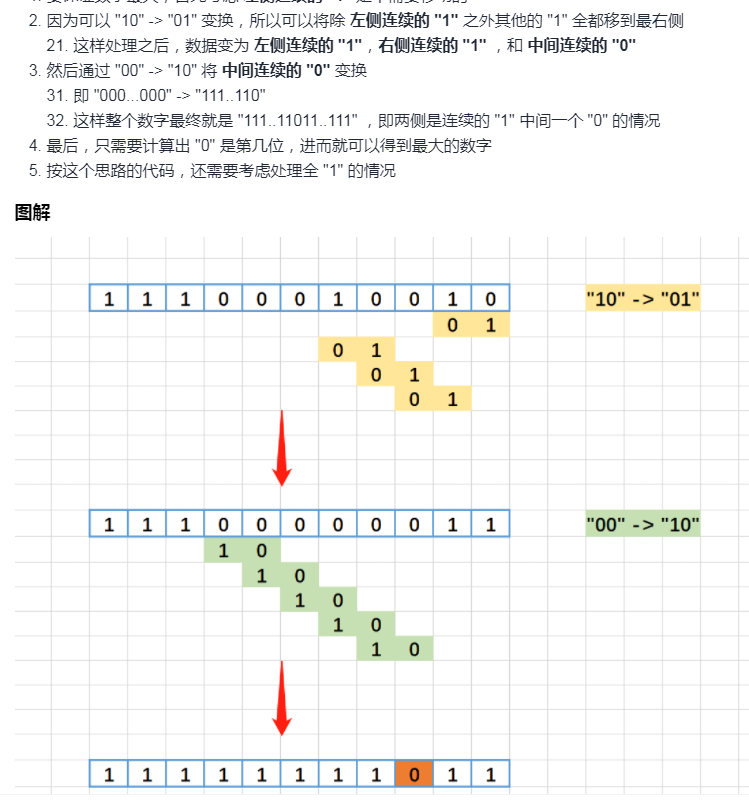 2. 因为可以 "10" -> "01" 变换，所以可以将除 左侧连续的 "1" 之外其他的 "1" 全都移到最右侧
21. 这样处理之后，数据变为 左侧连续的 "1"，右侧连续的 "1" ，和 中间连续的 "0"
3. 然后通过 "00" -> "10" 将 中间连续的 "0" 变换
31. 即 "000...000" -> "111..110"
32. 这样整个数字最终就是 "111..11011..111" ，即两侧是连续的 "1" 中间一个 "0" 的情况
4. 最后，只需要计算出 "0" 是第几位，进而就可以得到最大的数字
5. 按这个思路的代码，还需要考虑处理全 "1" 的情况
图解
1 1 1 0 0 0 1 0 0 1 0 "10" -> "01"
0 1
0 1
0 1
0 1
1 1 1 0 0 0 0 0 0 1 1 "00" -> "10"
1 0
1 0
1 0
1 0
1 0
1 1 1 1 1 1 1 1 0 1 1